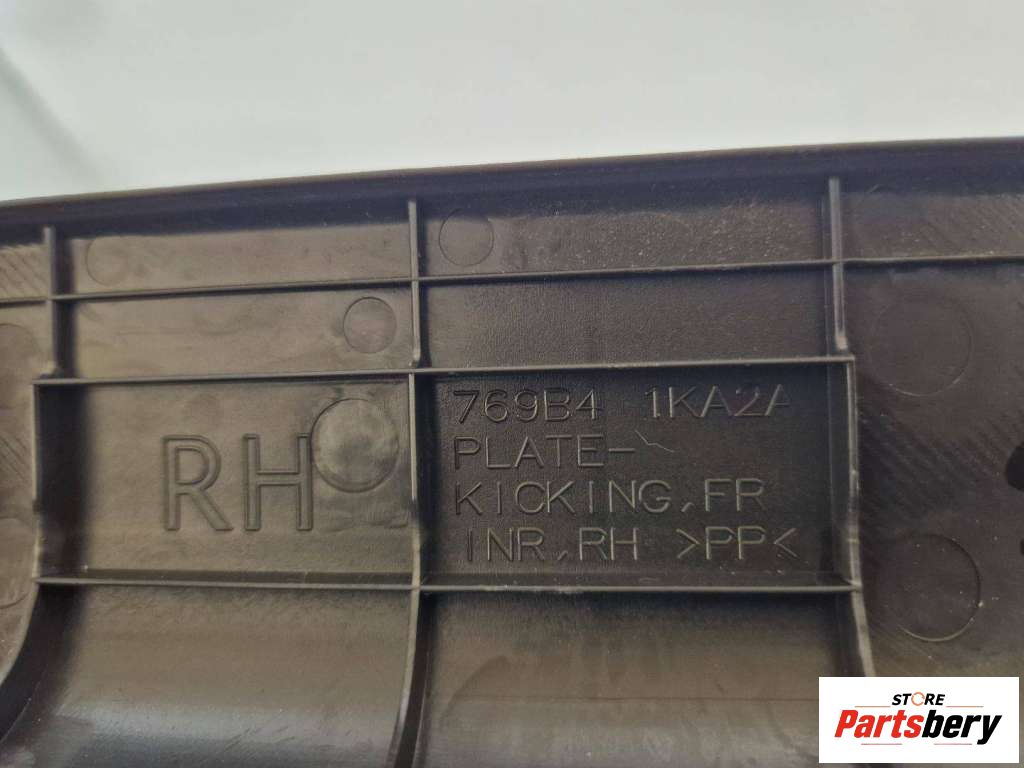 RH
769B4 1KA2A
PLATE-
KICKING,FR
INR,RH >PP<
STORE
Partsbery